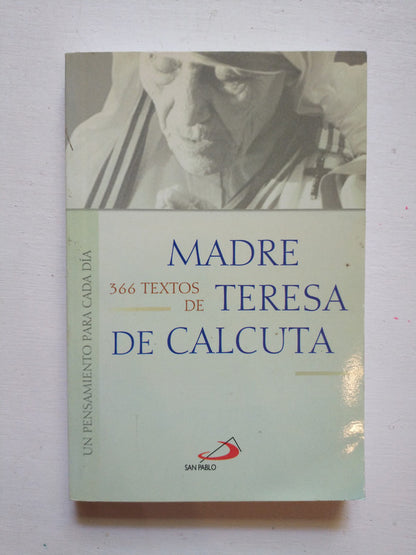 UN PENSAMIENTO PARA CADA DÍA
MADRE
366 TEXTOS
DE TERESA
DE CALCUTA
SAN PABLO